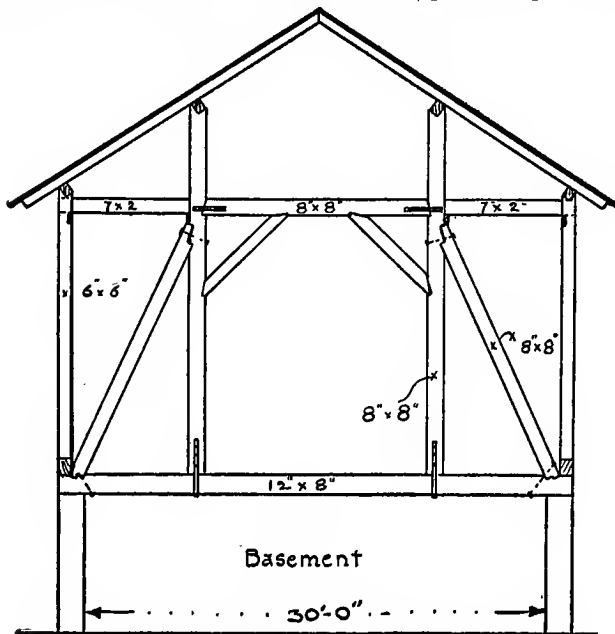 7 x 2
8" x 8"
7 x 2"
6" x 6"
8" x 8"
8" x 8"
12" x 8"
Basement
30'-0"